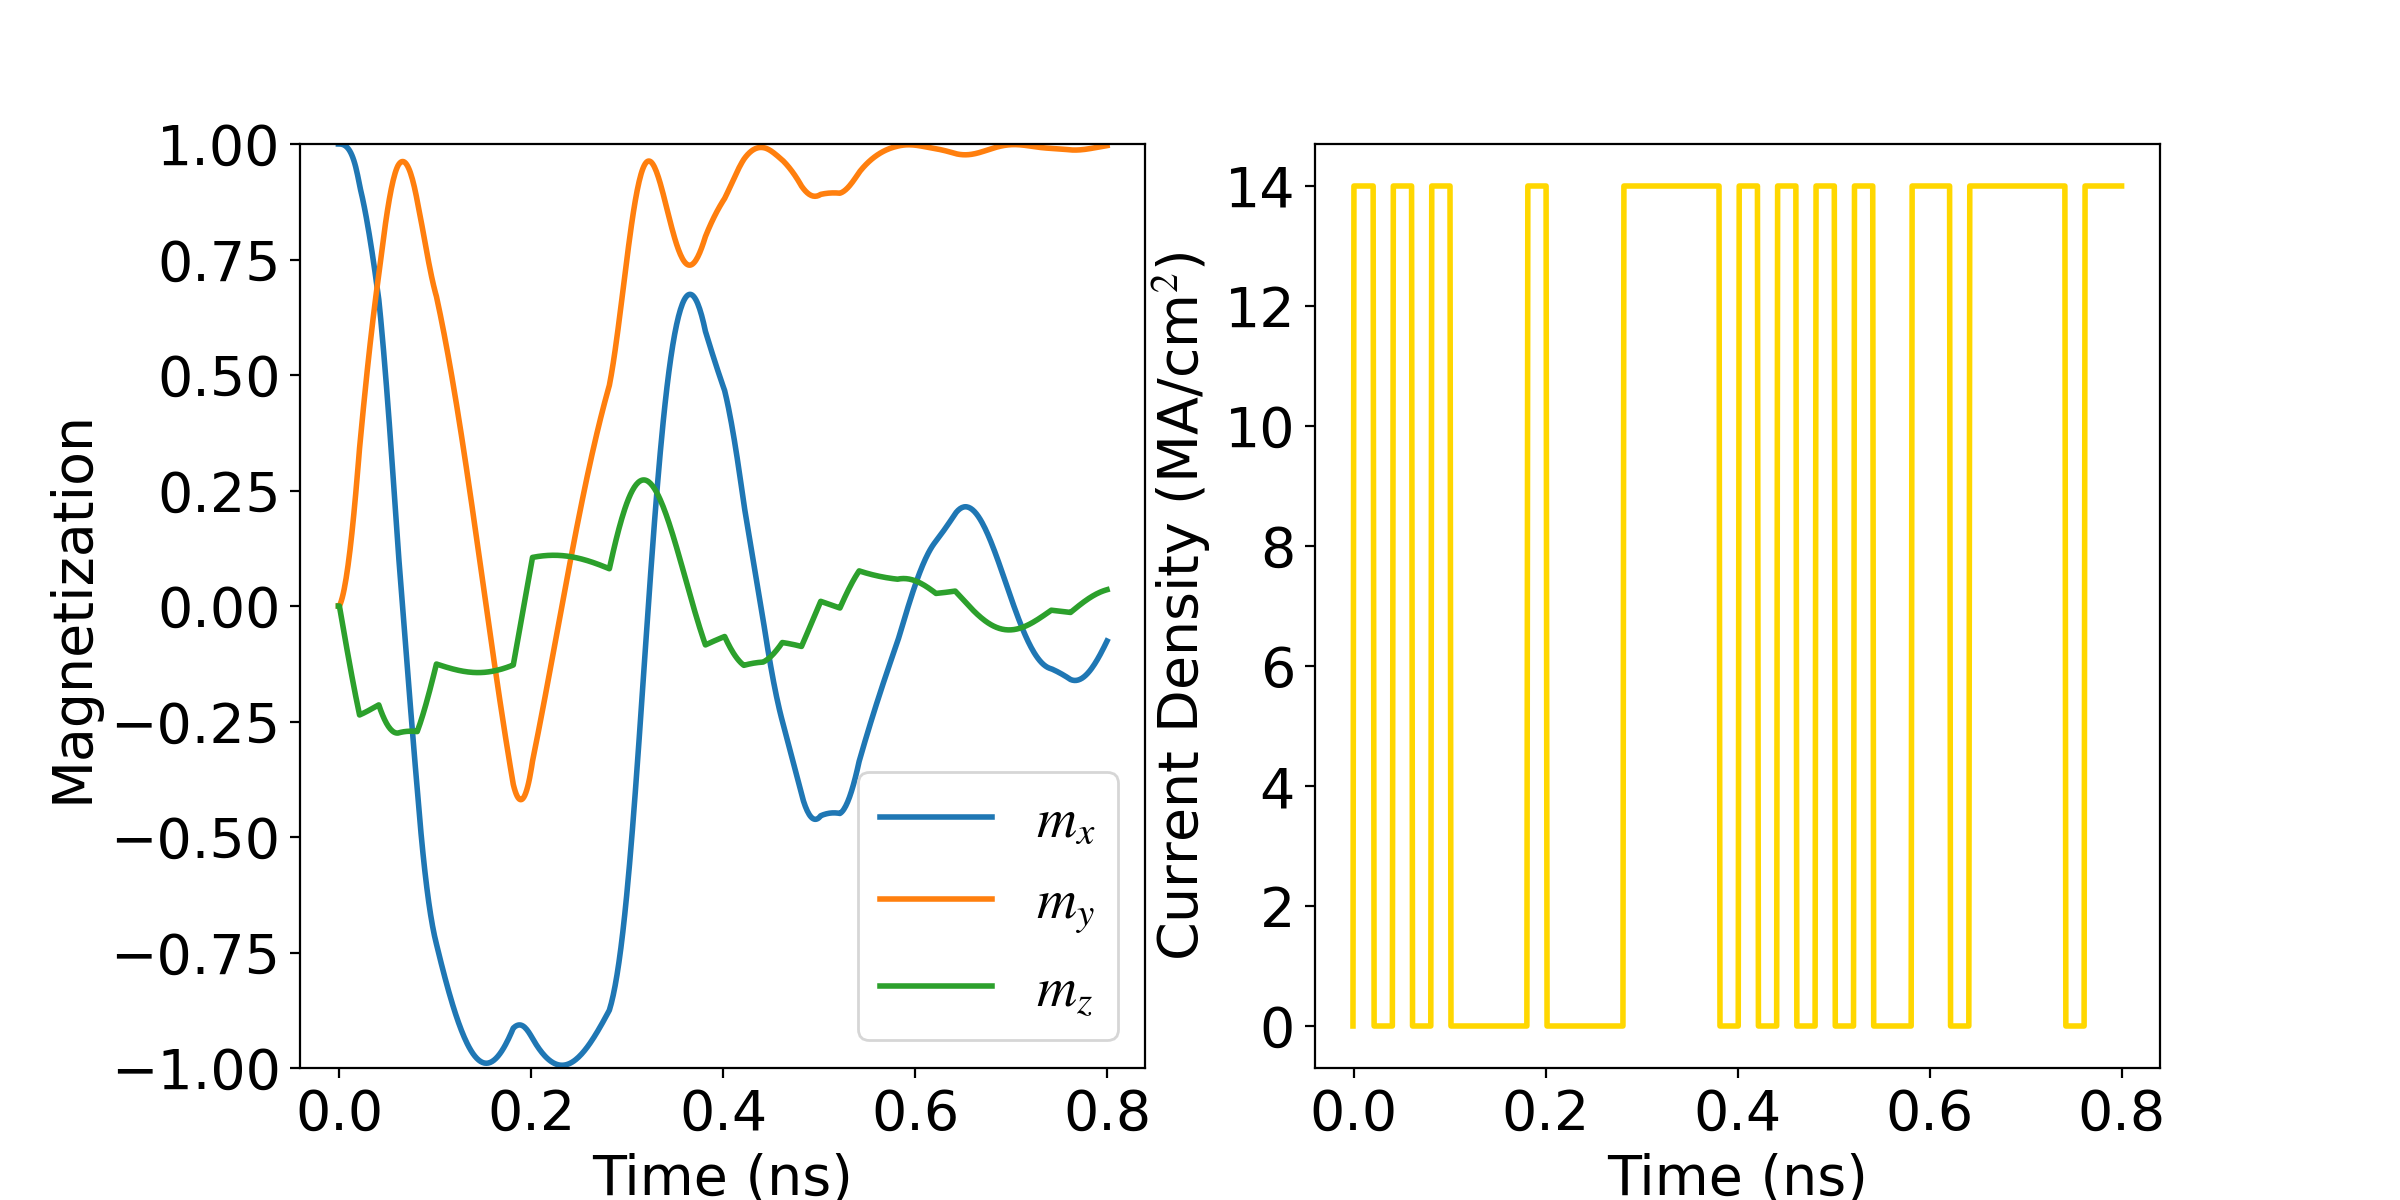 Magnetization
1.00
0.75
0.50
0.25
0.00
−0.25
−0.50
−0.75
−1.00
0.0 0.2 0.4 0.6 0.8
Time (ns)
m_x
m_y
m_z
Current Density (MA/cm²)
14
12
10
8
6
4
2
0
0.0 0.2 0.4 0.6 0.8
Time (ns)